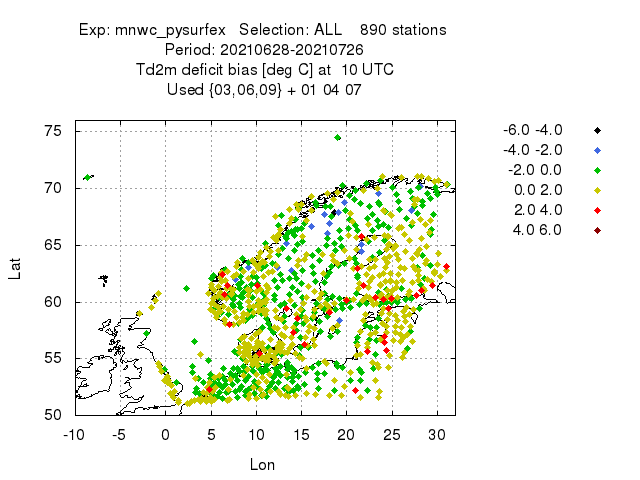 Exp: mnwc_pysurfex   Selection: ALL    890 stations
Period: 20210628-20210726
Td2m deficit bias [deg C] at  10 UTC
Used {03,06,09} + 01 04 07
-6.0 -4.0
-4.0 -2.0
-2.0 0.0
0.0 2.0
2.0 4.0
4.0 6.0
75
70
65
60
55
50
Lat
-10 -5 0 5 10 15 20 25 30
Lon